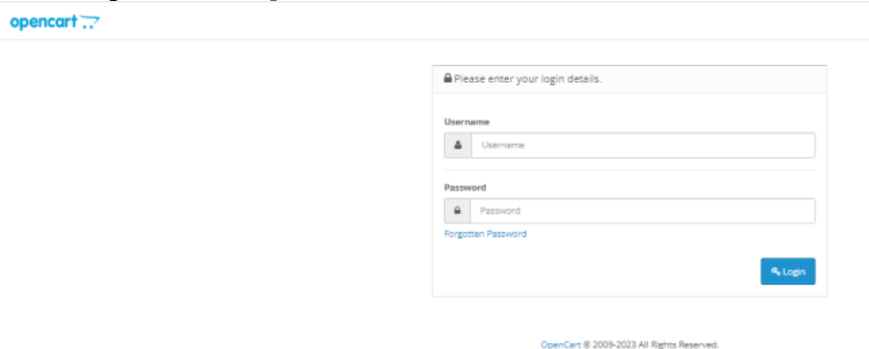 opencart
Please enter your login details.
Username
Username
Password
Password
Forgotten Password
Login
OpenCart © 2009-2023 All Rights Reserved.